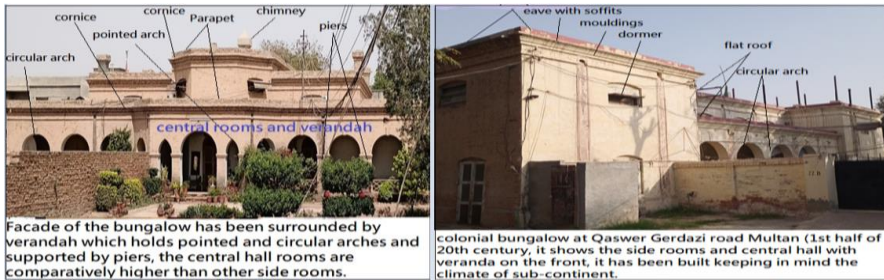 cornice
cornice
Parapet
chimney
pointed arch
piers
circular arch
central rooms and verandah
Facade of the bungalow has been surrounded by
verandah which holds pointed and circular arches and
supported by piers, the central hall rooms are
comparatively higher than other side rooms.
eave with soffits
mouldings
dormer
flat roof
circular arch
colonial bungalow at Qaswer Gerdazi road Multan (1st half of
20th century, it shows the side rooms and central hall with
veranda on the front, it has been built keeping in mind the
climate of sub-continent.